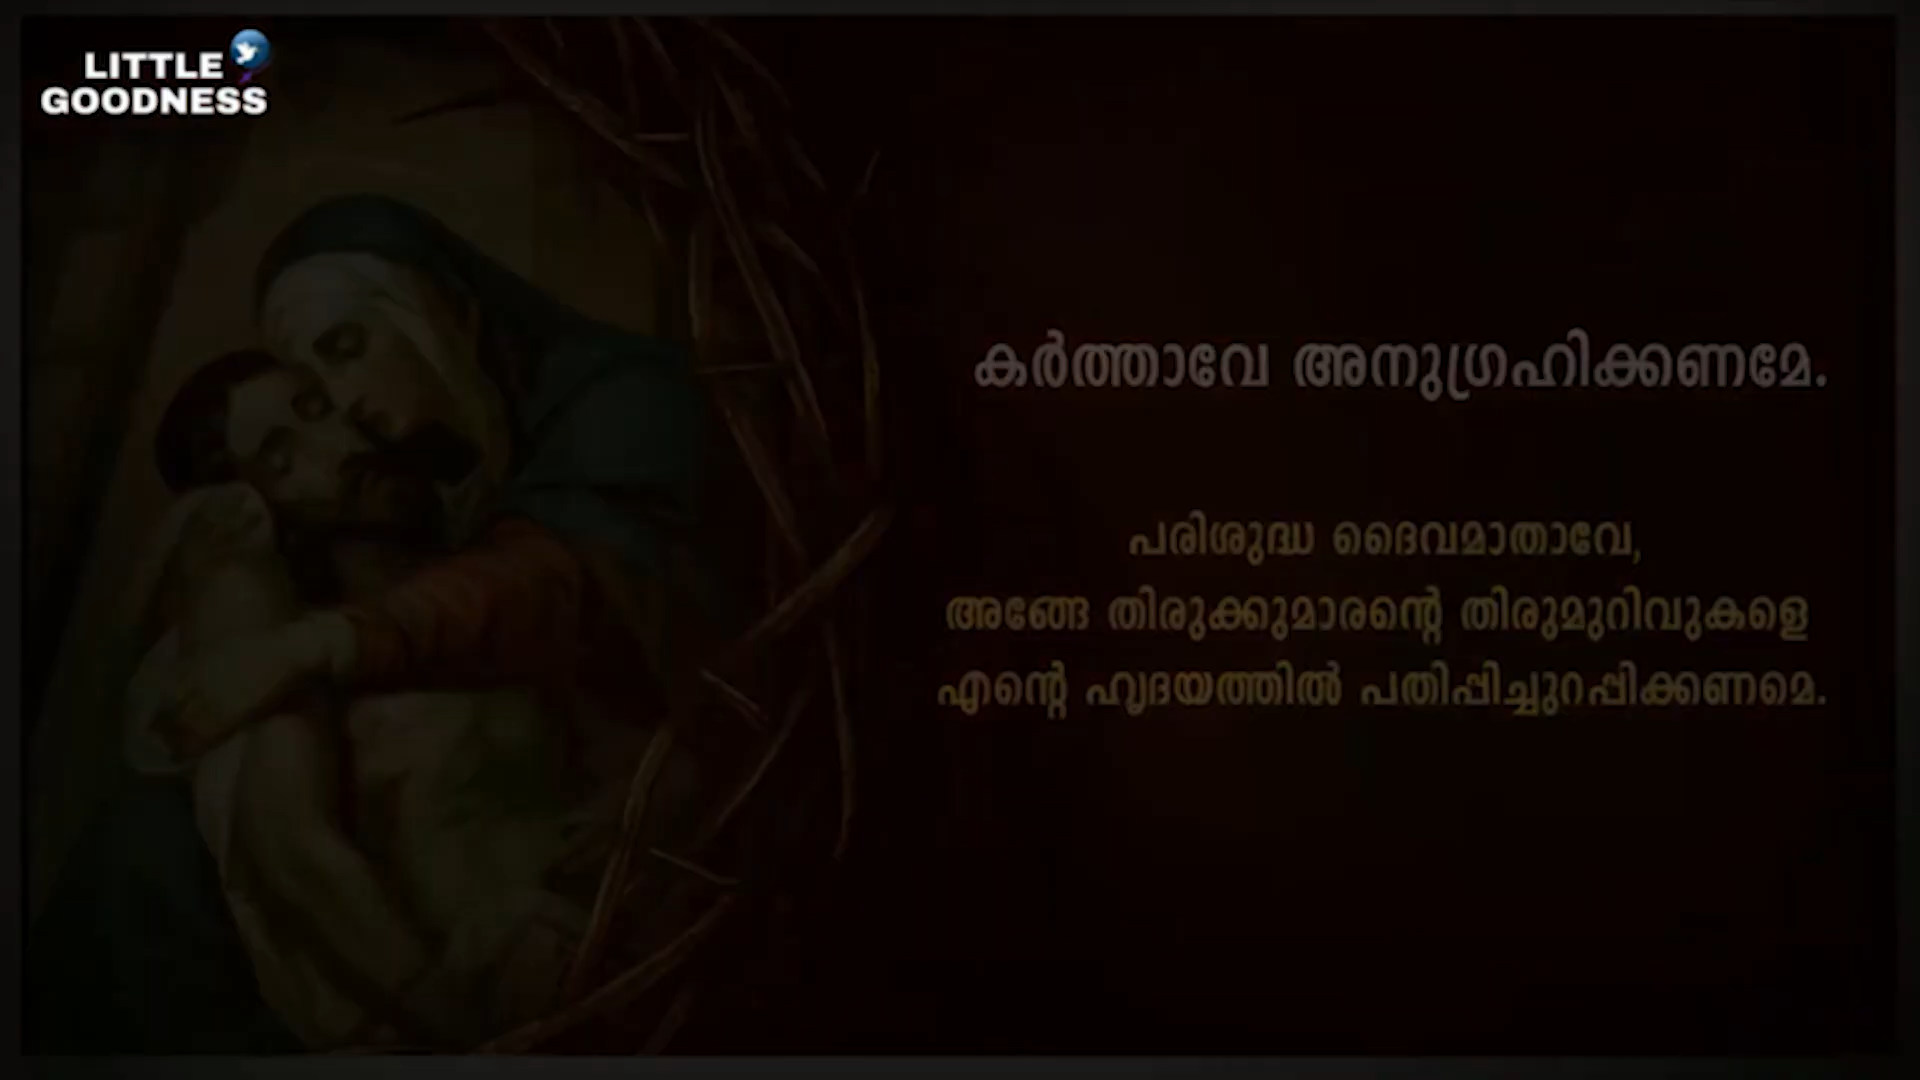 LITTLE
GOODNESS
കർത്താവേ അനുഗ്രഹിക്കണമേ.
പരിശുദ്ധ ദൈവമാതാവേ,
അങ്ങേ തിരുക്കുമാരന്റെ തിരുമുറിവുകളെ
എന്റെ ഹൃദയത്തിൽ പതിപ്പിച്ചുറപ്പിക്കണമെ.